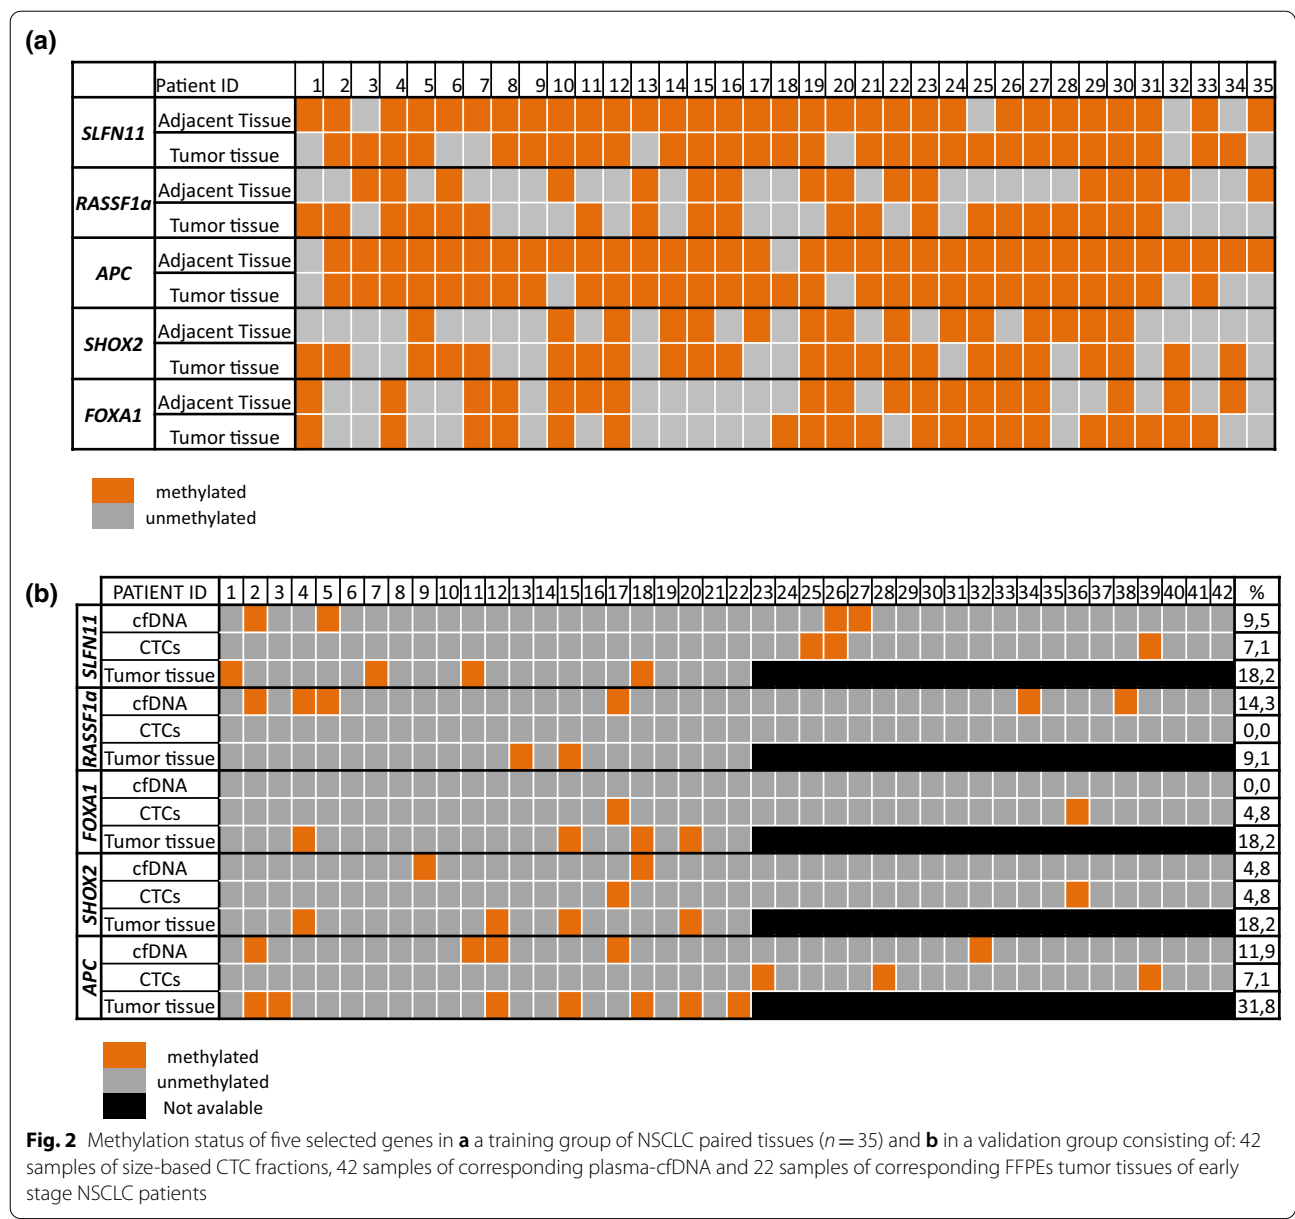 (a)
Patient ID 1 2 3 4 5 6 7 8 9 10 11 12 13 14 15 16 17 18 19 20 21 22 23 24 25 26 27 28 29 30 31 32 33 34 35
SLFN11 Adjacent Tissue
Tumor tissue
RASSF1a Adjacent Tissue
Tumor tissue
APC Adjacent Tissue
Tumor tissue
SHOX2 Adjacent Tissue
Tumor tissue
FOXA1 Adjacent Tissue
Tumor tissue
methylated
unmethylated
(b)
PATIENT ID 1 2 3 4 5 6 7 8 9 10 11 12 13 14 15 16 17 18 19 20 21 22 23 24 25 26 27 28 29 30 31 32 33 34 35 36 37 38 39 40 41 42 %
SLFN11 cfDNA 9,5
CTCs 7,1
Tumor tissue 18,2
RASSF1a cfDNA 14,3
CTCs 0,0
Tumor tissue 9,1
FOXA1 cfDNA 0,0
CTCs 4,8
Tumor tissue 18,2
SHOX2 cfDNA 4,8
CTCs 4,8
Tumor tissue 18,2
APC cfDNA 11,9
CTCs 7,1
Tumor tissue 31,8
methylated
unmethylated
Not avalable
Fig. 2 Methylation status of five selected genes in a a training group of NSCLC paired tissues (n = 35) and b in a validation group consisting of: 42
samples of size-based CTC fractions, 42 samples of corresponding plasma-cfDNA and 22 samples of corresponding FFPEs tumor tissues of early
stage NSCLC patients